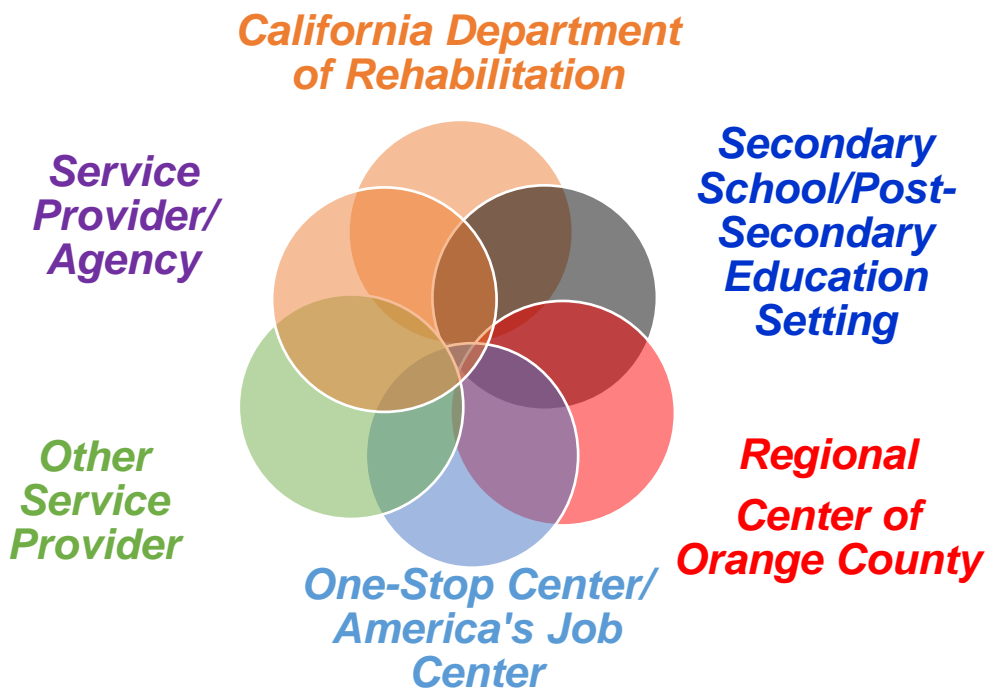 California Department
of Rehabilitation
Service
Provider/
Agency
Secondary
School/Post-
Secondary
Education
Setting
Other
Service
Provider
Regional
Center of
Orange County
One-Stop Center/
America's Job
Center